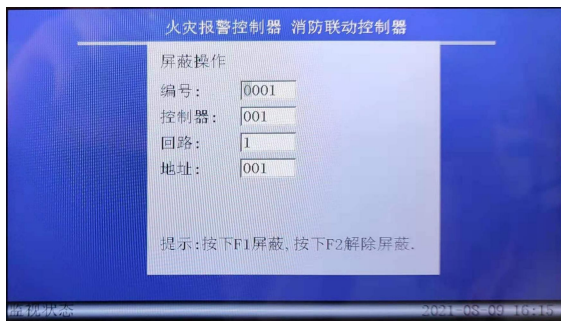 火灾报警控制器 消防联动控制器
屏蔽操作
编号: 0001
控制器: 001
回路: 1
地址: 001
提示:按下F1屏蔽,按下F2解除屏蔽.
监视状态 2021-08-09 16:15